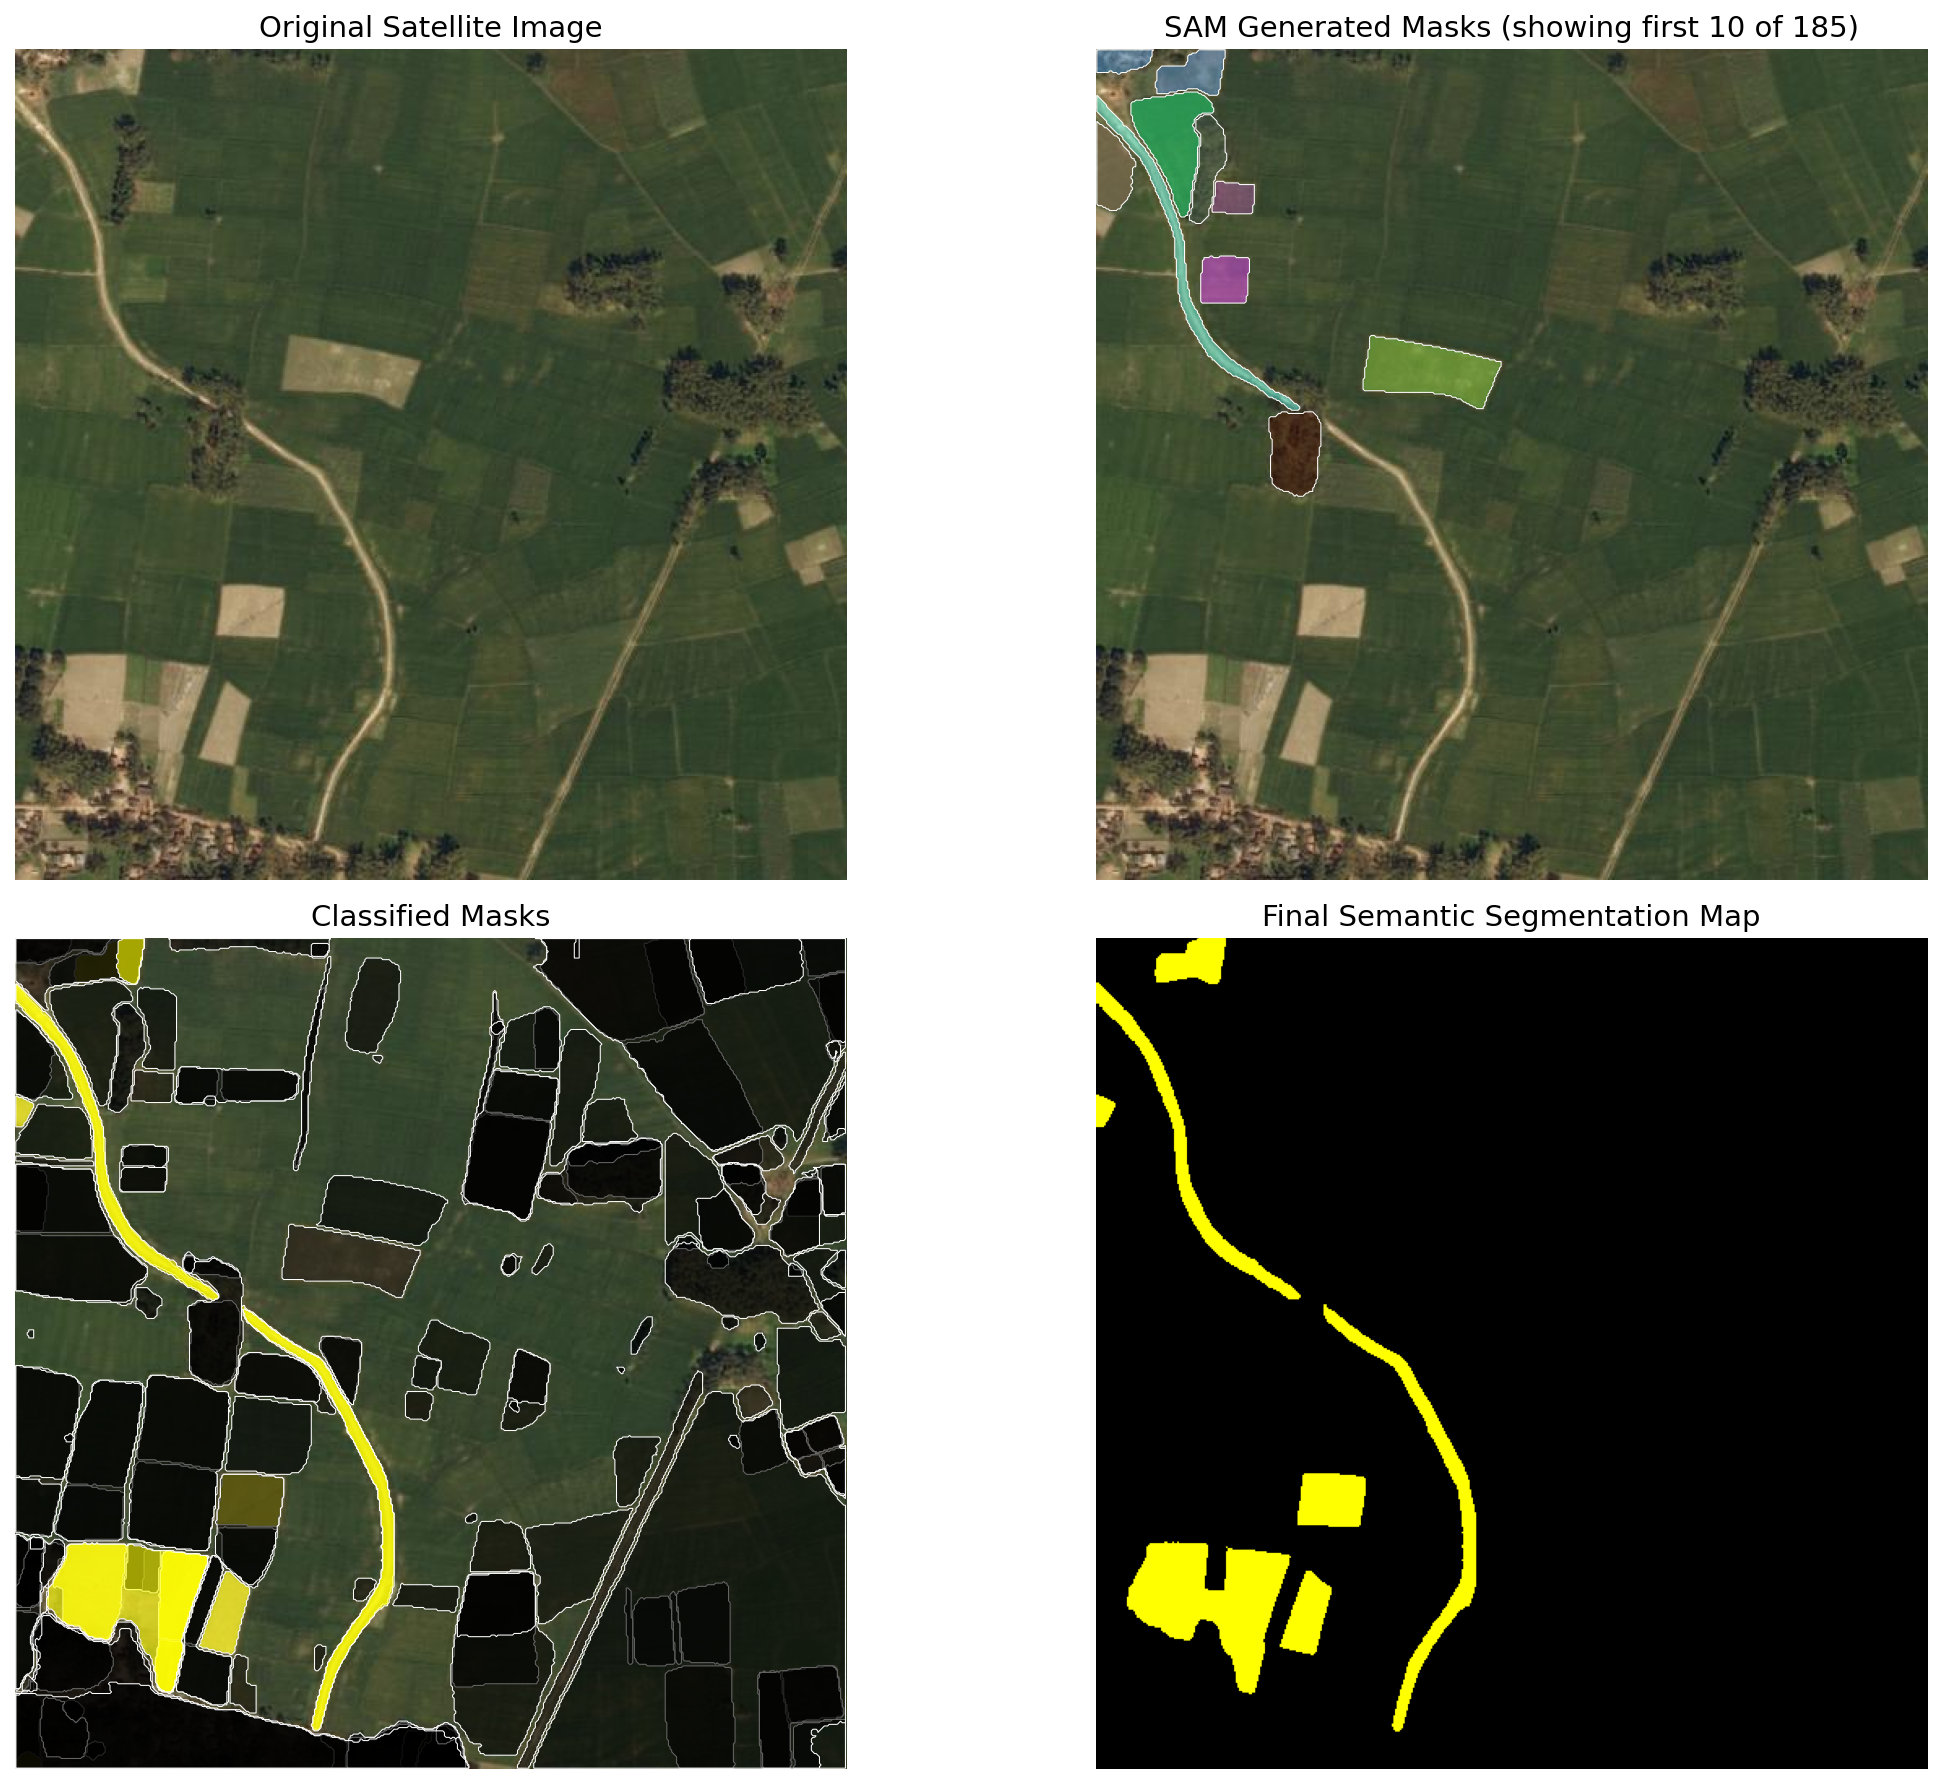 Original Satellite Image
SAM Generated Masks (showing first 10 of 185)
Classified Masks
Final Semantic Segmentation Map